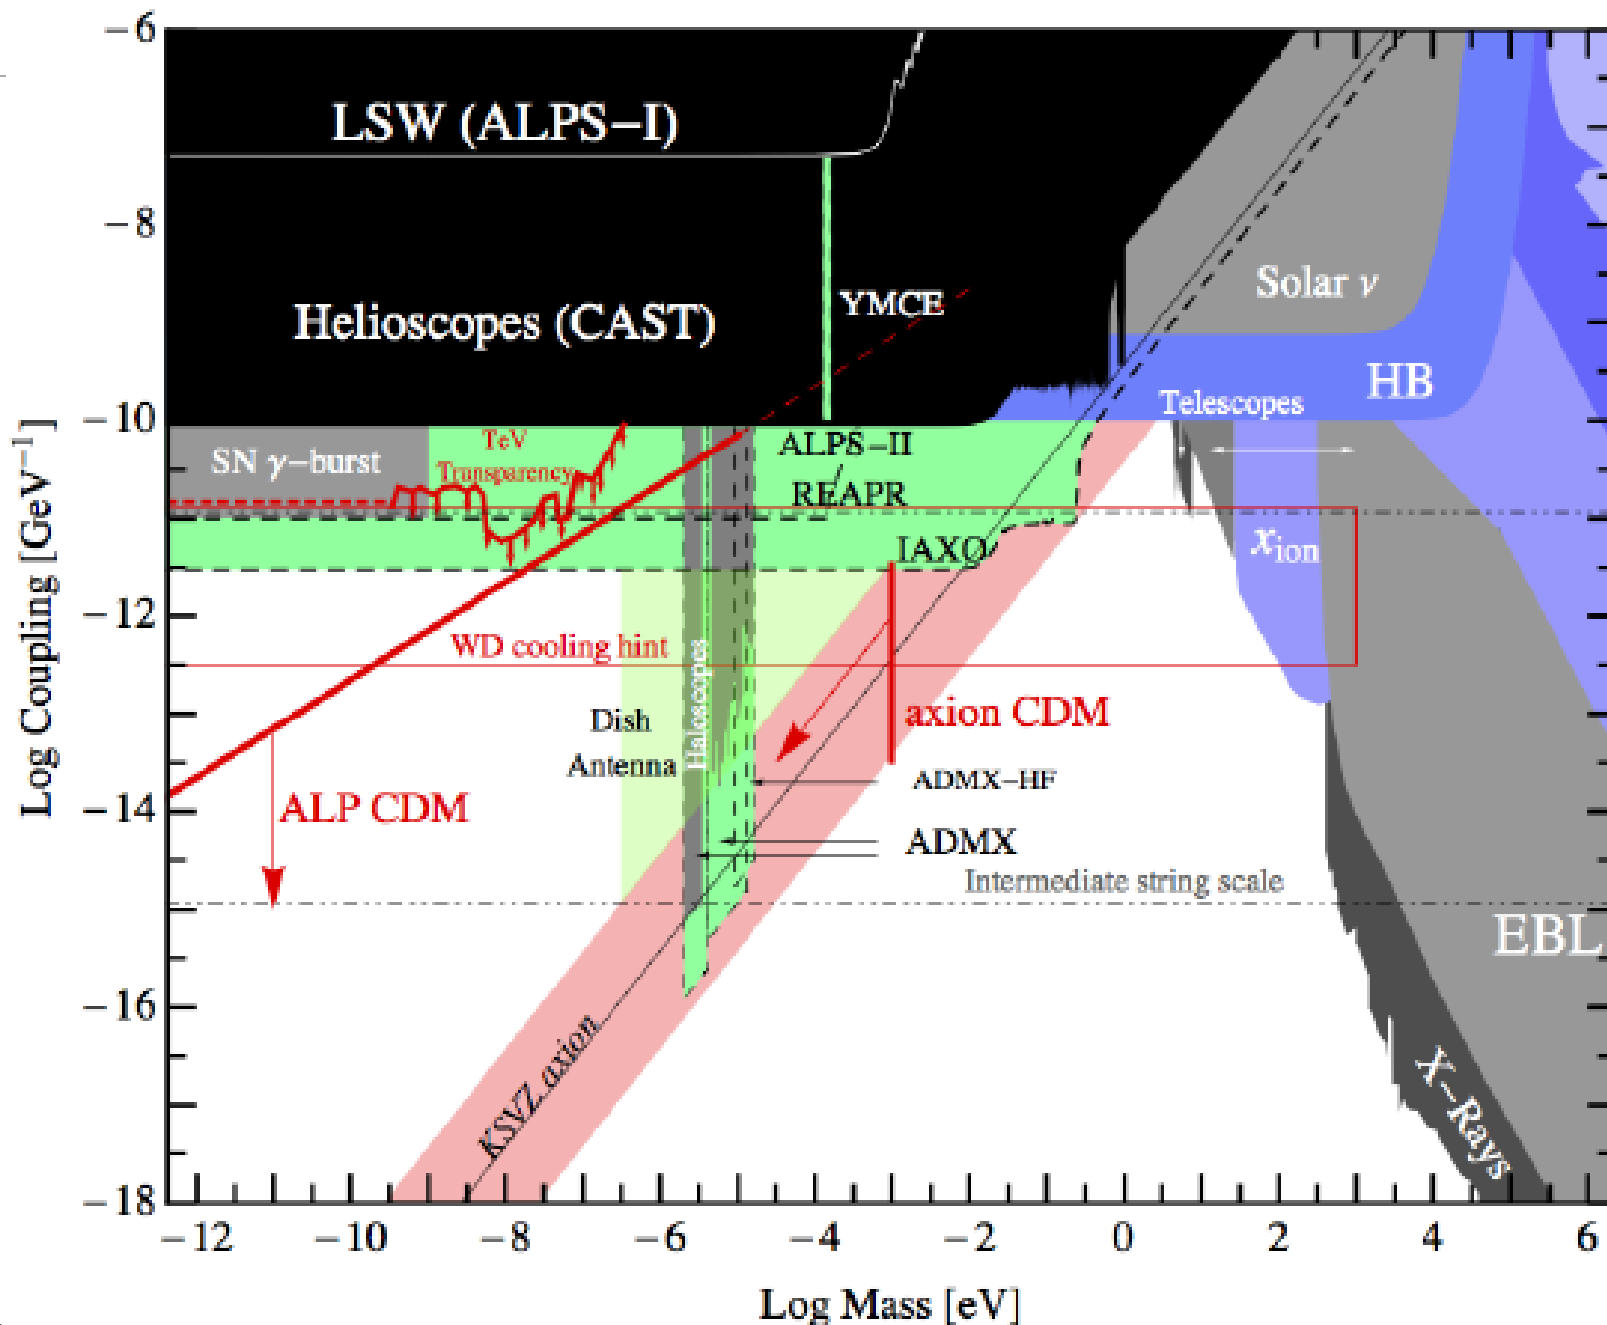 −6
LSW (ALPS−I)
−8
Solar ν
YMCE
Helioscopes (CAST)
HB
Telescopes
−10
TeV
ALPS−II
SN γ−burst
Transparency
/
REAPR
IAXO
xion
Log Coupling [GeV−1]
−12
WD cooling hint
Haloscopes
axion CDM
Dish
Antenna
ADMX−HF
−14
ALP CDM
ADMX
Intermediate string scale
EBL
−16
KSVZ axion
X−Rays
−18
−12 −10 −8 −6 −4 −2 0 2 4 6
Log Mass [eV]